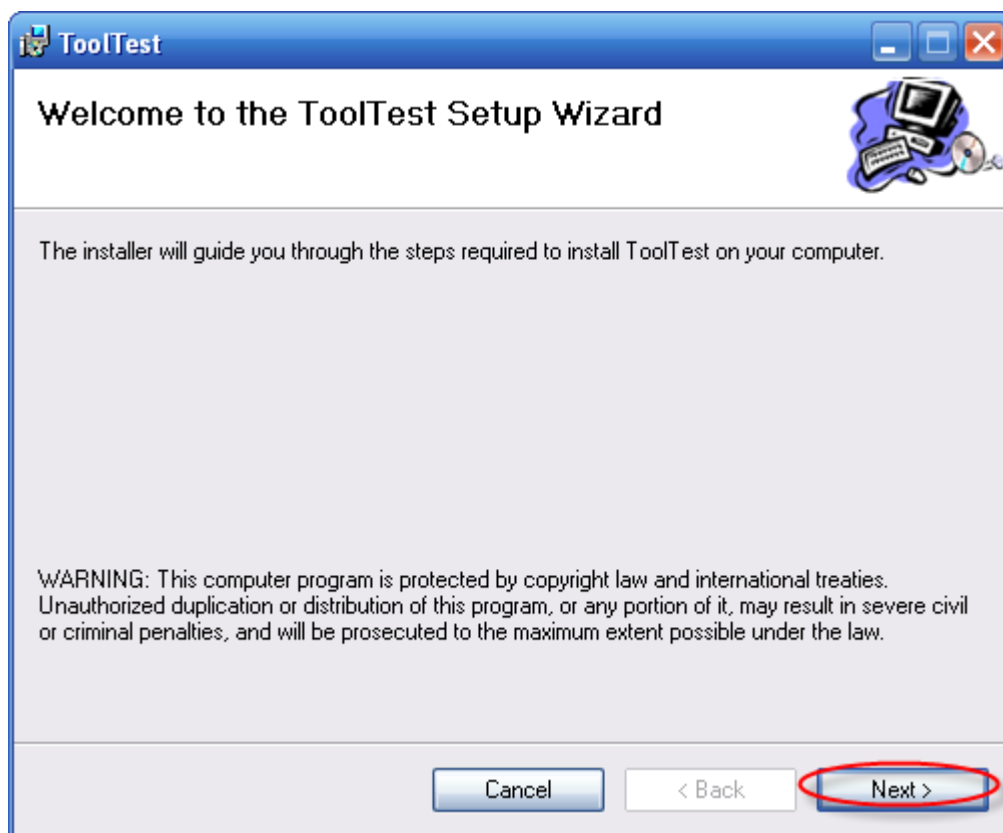 ToolTest
Welcome to the ToolTest Setup Wizard
The installer will guide you through the steps required to install ToolTest on your computer.
WARNING: This computer program is protected by copyright law and international treaties.
Unauthorized duplication or distribution of this program, or any portion of it, may result in severe civil
or criminal penalties, and will be prosecuted to the maximum extent possible under the law.
Cancel
< Back
Next >